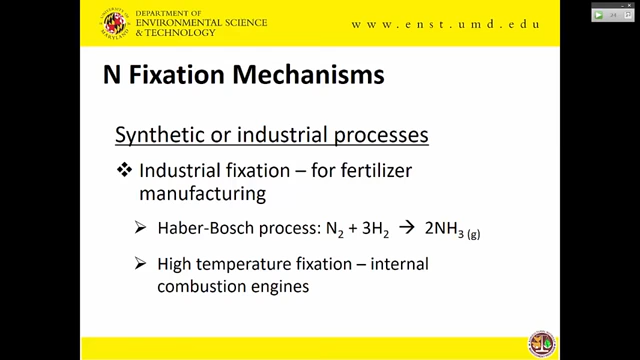 DEPARTMENT OF
ENVIRONMENTAL SCIENCE
& TECHNOLOGY
www.enst.umd.edu
N Fixation Mechanisms
Synthetic or industrial processes
❖ Industrial fixation – for fertilizer
manufacturing
➢ Haber-Bosch process: N₂ + 3H₂ → 2NH₃ (g)
➢ High temperature fixation – internal
combustion engines